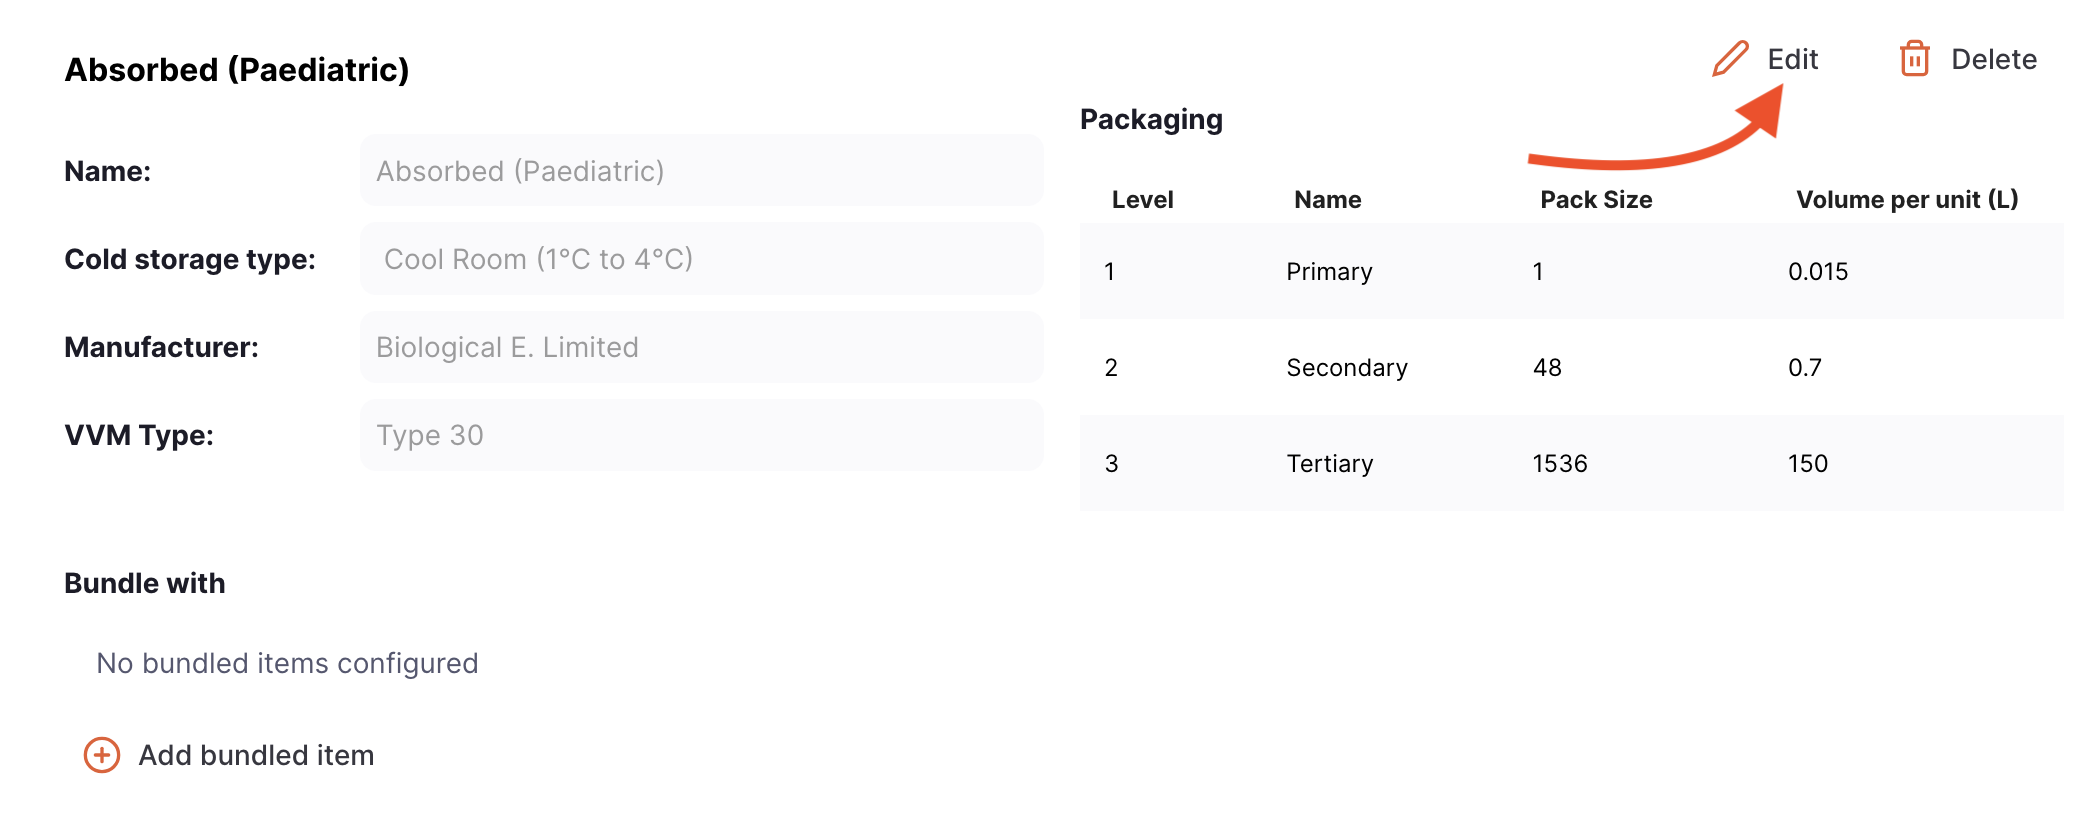 Absorbed (Paediatric)
Edit
Delete
Name: Absorbed (Paediatric)
Cold storage type: Cool Room (1°C to 4°C)
Manufacturer: Biological E. Limited
VVM Type: Type 30
Packaging
Level Name Pack Size Volume per unit (L)
1 Primary 1 0.015
2 Secondary 48 0.7
3 Tertiary 1536 150
Bundle with
No bundled items configured
Add bundled item